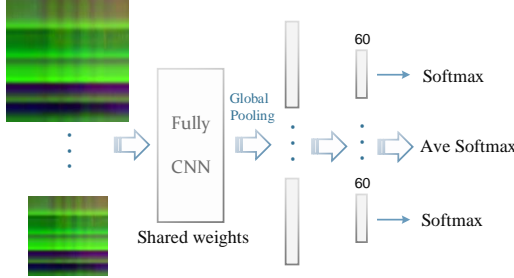 60
Softmax
Global
Pooling
Fully
CNN
Ave Softmax
60
Softmax
Shared weights